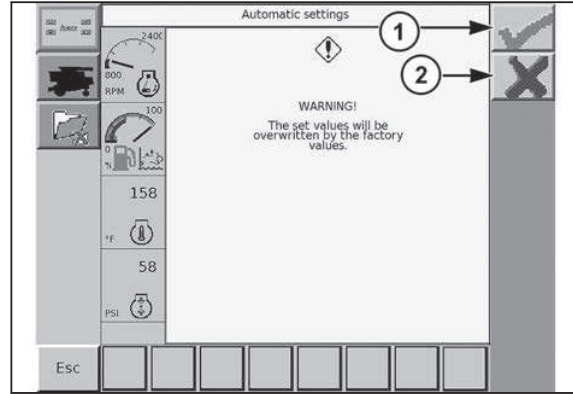 Automatic settings
1
2
2400
800
RPM
100
0
%
158
°F
58
PSI
WARNING!
The set values will be
overwritten by the factory
values.
Esc